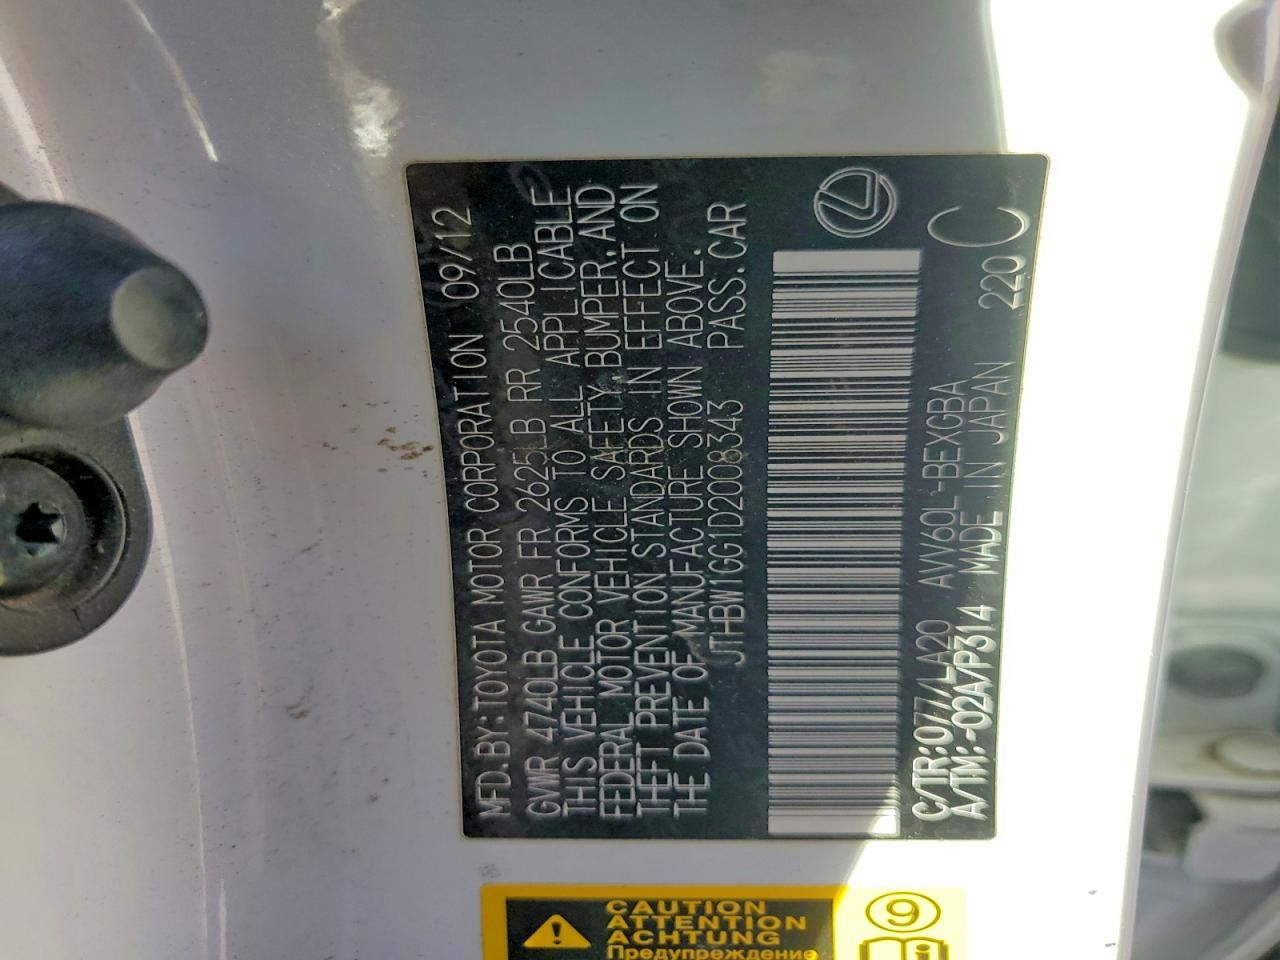 MFD.BY:TOYOTA MOTOR CORPORATION 09/12
GVWR 4740LB GAWR FR 2625LB RR 2540LB
THIS VEHICLE CONFORMS TO ALL APPLICABLE
FEDERAL MOTOR VEHICLE SAFETY, BUMPER, AND
THEFT PREVENTION STANDARDS IN EFFECT ON
THE DATE OF MANUFACTURE SHOWN ABOVE.
JTHBW1GG1D2008343 PASS.CAR
C/TR:077/LA20 AVV60L-BEXGBA
A/TM:-02A/P314 MADE IN JAPAN 220 C
CAUTION
ATTENTION
ACHTUNG
Предупреждение
9